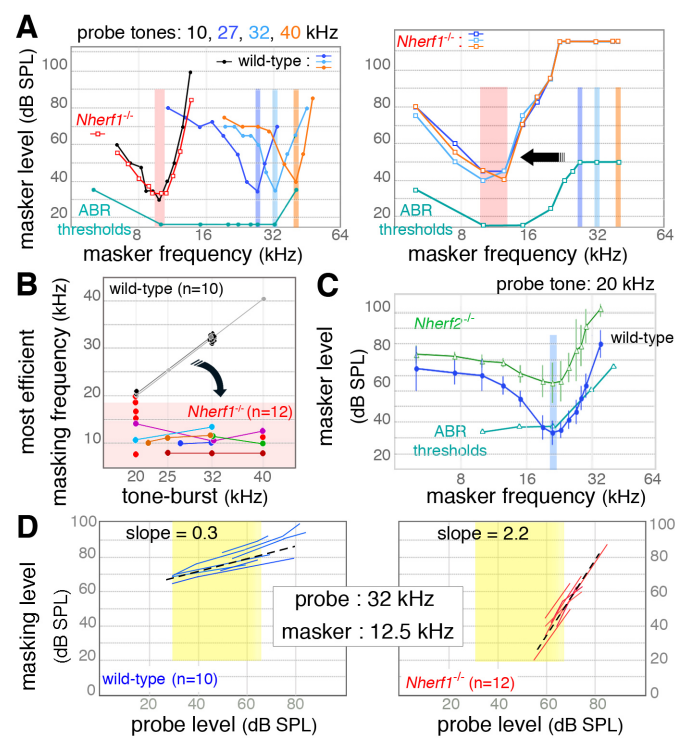 A
probe tones: 10, 27, 32, 40 kHz
wild-type :
Nherf1-/-
masker level (dB SPL)
100
80
60
40
20
ABR
thresholds
8
16
32
64
masker frequency (kHz)
Nherf1-/- :
100
80
60
40
20
ABR
thresholds
8
16
32
64
masker frequency (kHz)
B
wild-type (n=10)
most efficient
masking frequency (kHz)
40
30
20
10
Nherf1-/- (n=12)
20
25
32
40
tone-burst (kHz)
C
probe tone: 20 kHz
masker level
(dB SPL)
100
80
60
40
20
Nherf2-/-
wild-type
ABR
thresholds
8
16
32
64
masker frequency (kHz)
D
masking level
(dB SPL)
100
80
60
40
20
0
slope = 0.3
wild-type (n=10)
20
40
60
80
probe level (dB SPL)
probe : 32 kHz
masker : 12.5 kHz
slope = 2.2
100
80
60
40
20
0
Nherf1-/- (n=12)
20
40
60
80
probe level (dB SPL)